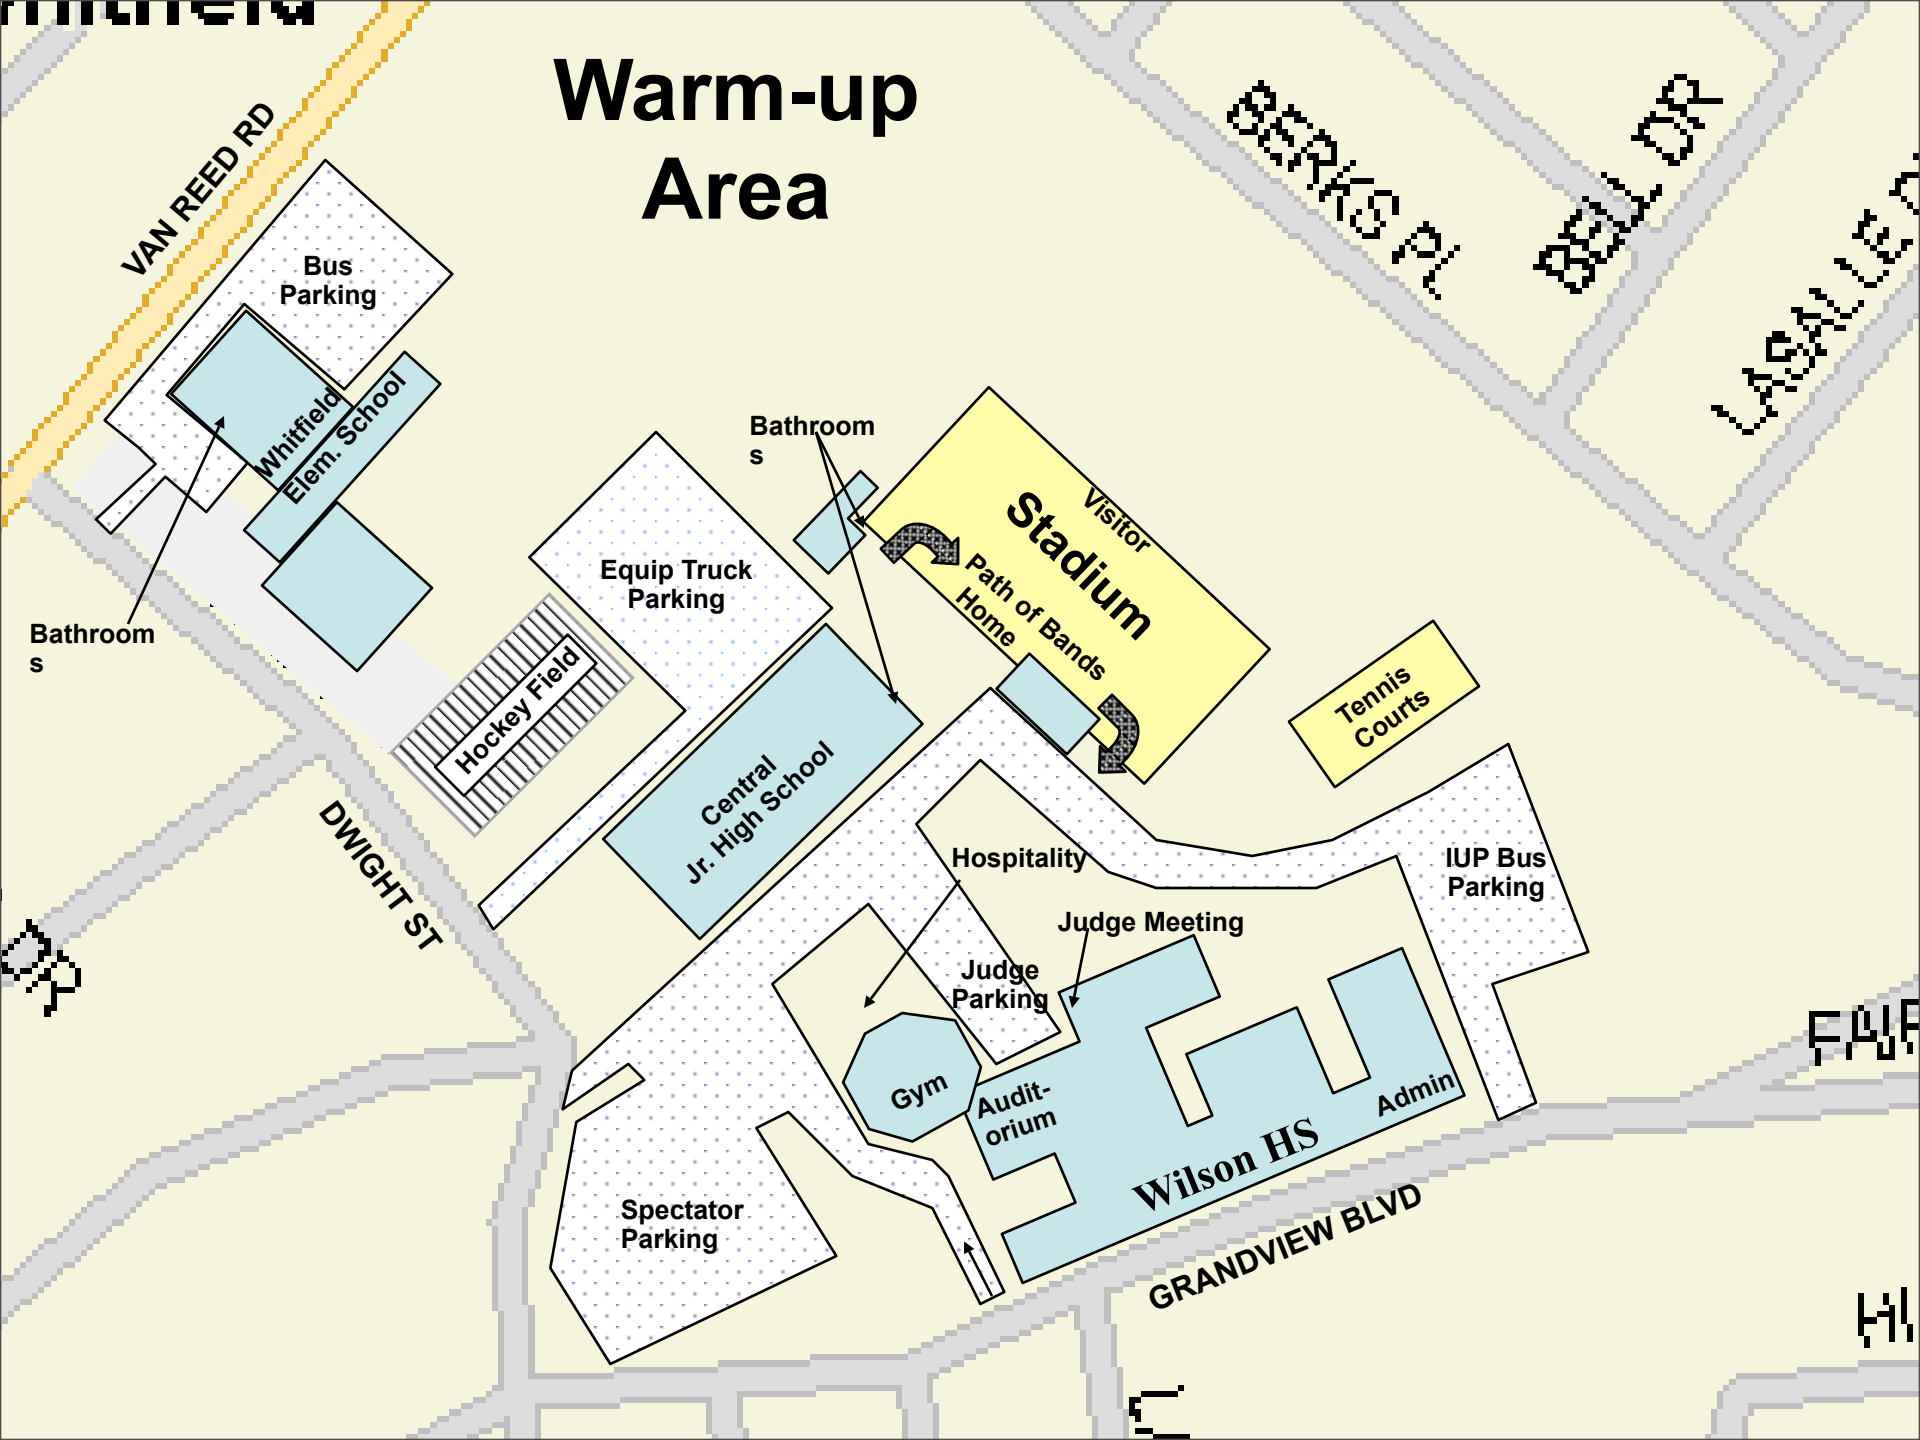 Warm-up
Area
VAN REED RD
BERKS PL
BELL DR
LASALLE
Bus
Parking
Whitfield
Elem. School
Bathroom
s
Bathroom
s
Visitor
Stadium
Path of Bands
Home
Equip Truck
Parking
Hockey Field
Tennis
Courts
Central
Jr. High School
DWIGHT ST
DR
Hospitality
IUP Bus
Parking
Judge Meeting
Judge
Parking
Gym
Audit-
orium
Admin
Wilson HS
Spectator
Parking
GRANDVIEW BLVD